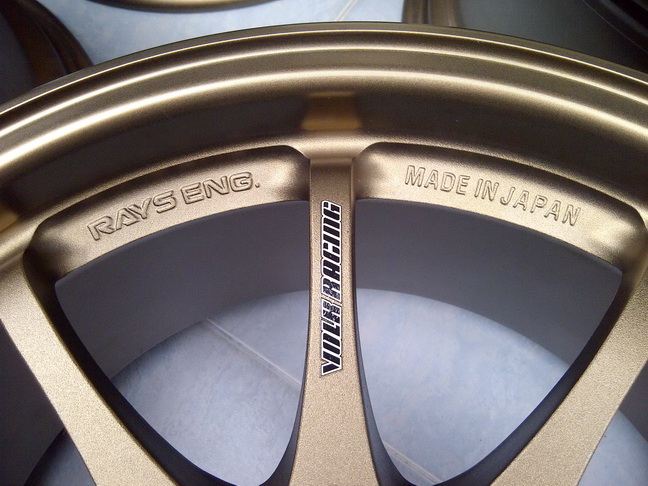 RAYS ENG.
VOLK RACING
MADE IN JAPAN